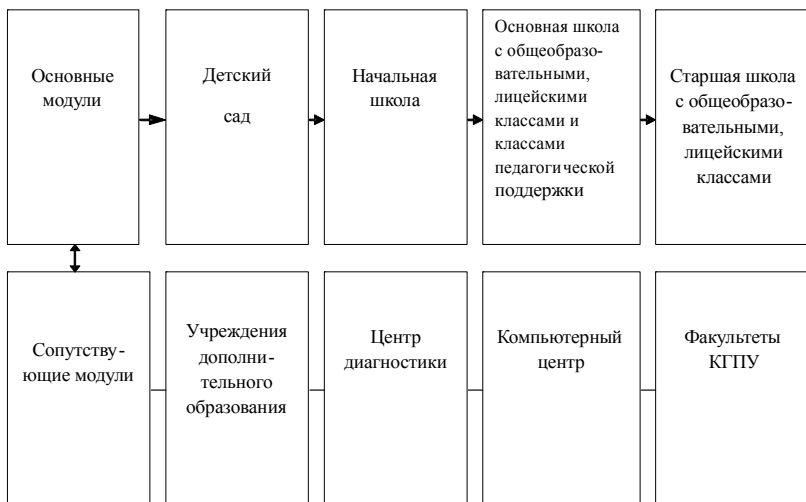 Основные
модули
Детский
сад
Начальная
школа
Основная школа
с общеобразо-
вательными,
лицейскими
классами и
классами
педагогической
поддержки
Старшая школа
с общеобразо-
вательными,
лицейскими
классами
Сопутству-
ющие модули
Учреждения
дополни-
тельного
образования
Центр
диагностики
Компьютерный
центр
Факультеты
КГПУ